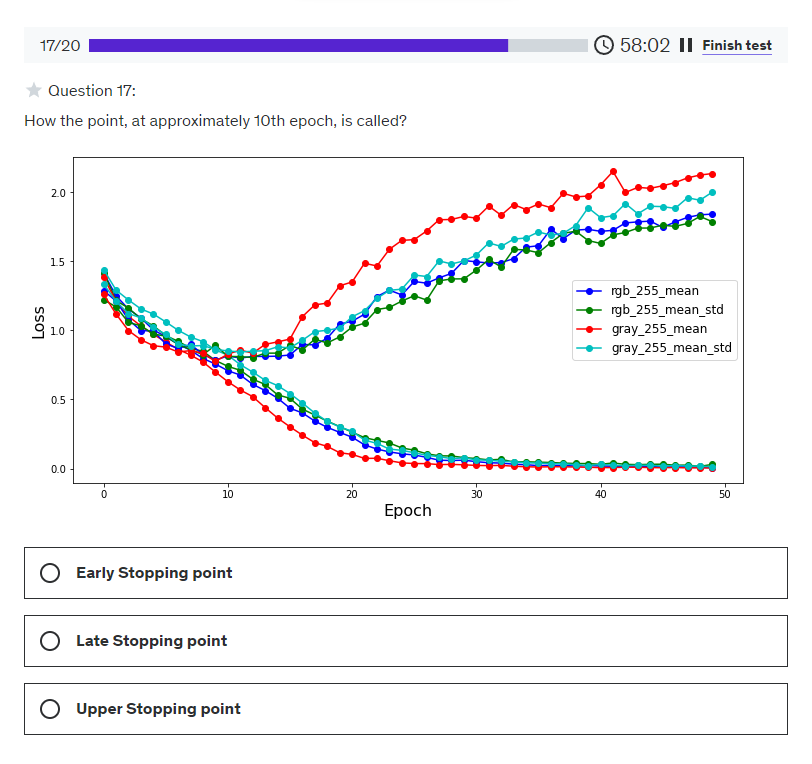 17/20 58:02 Finish test
Question 17:
How the point, at approximately 10th epoch, is called?
2.0
1.5
1.0
0.5
0.0
Loss
rgb_255_mean
rgb_255_mean_std
gray_255_mean
gray_255_mean_std
0 10 20 30 40 50
Epoch
Early Stopping point
Late Stopping point
Upper Stopping point